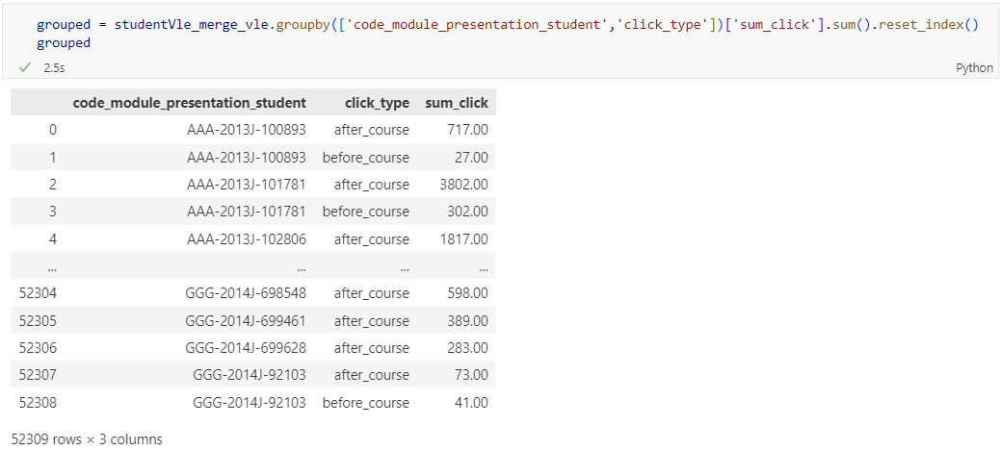 grouped = studentVle_merge_vle.groupby(['code_module_presentation_student','click_type'])['sum_click'].sum().reset_index()
grouped
✓ 2.5s Python
code_module_presentation_student click_type sum_click
0 AAA-2013J-100893 after_course 717.00
1 AAA-2013J-100893 before_course 27.00
2 AAA-2013J-101781 after_course 3802.00
3 AAA-2013J-101781 before_course 302.00
4 AAA-2013J-102806 after_course 1817.00
... ... ... ...
52304 GGG-2014J-698548 after_course 598.00
52305 GGG-2014J-699461 after_course 389.00
52306 GGG-2014J-699628 after_course 283.00
52307 GGG-2014J-92103 after_course 73.00
52308 GGG-2014J-92103 before_course 41.00
52309 rows × 3 columns